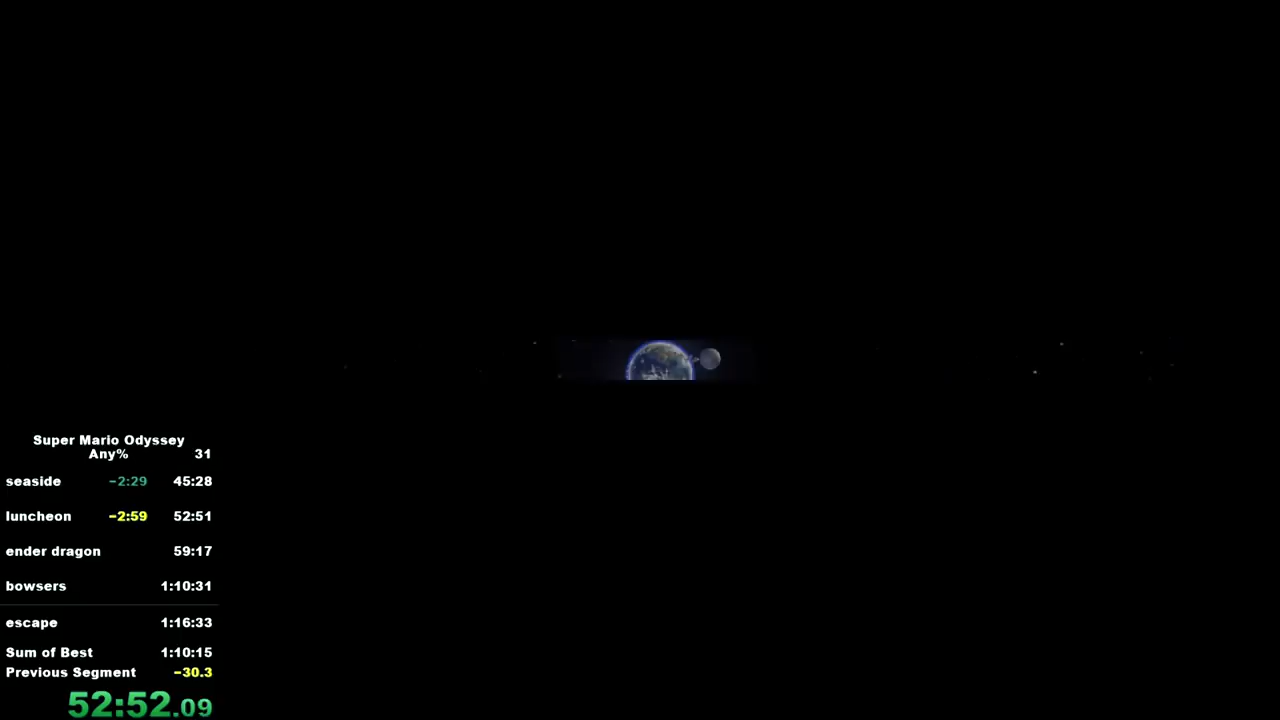 Super Mario Odyssey
Any% 31
seaside -2:29 45:28
luncheon -2:59 52:51
ender dragon 59:17
bowsers 1:10:31
escape 1:16:33
Sum of Best 1:10:15
Previous Segment -30.3
52:52.09